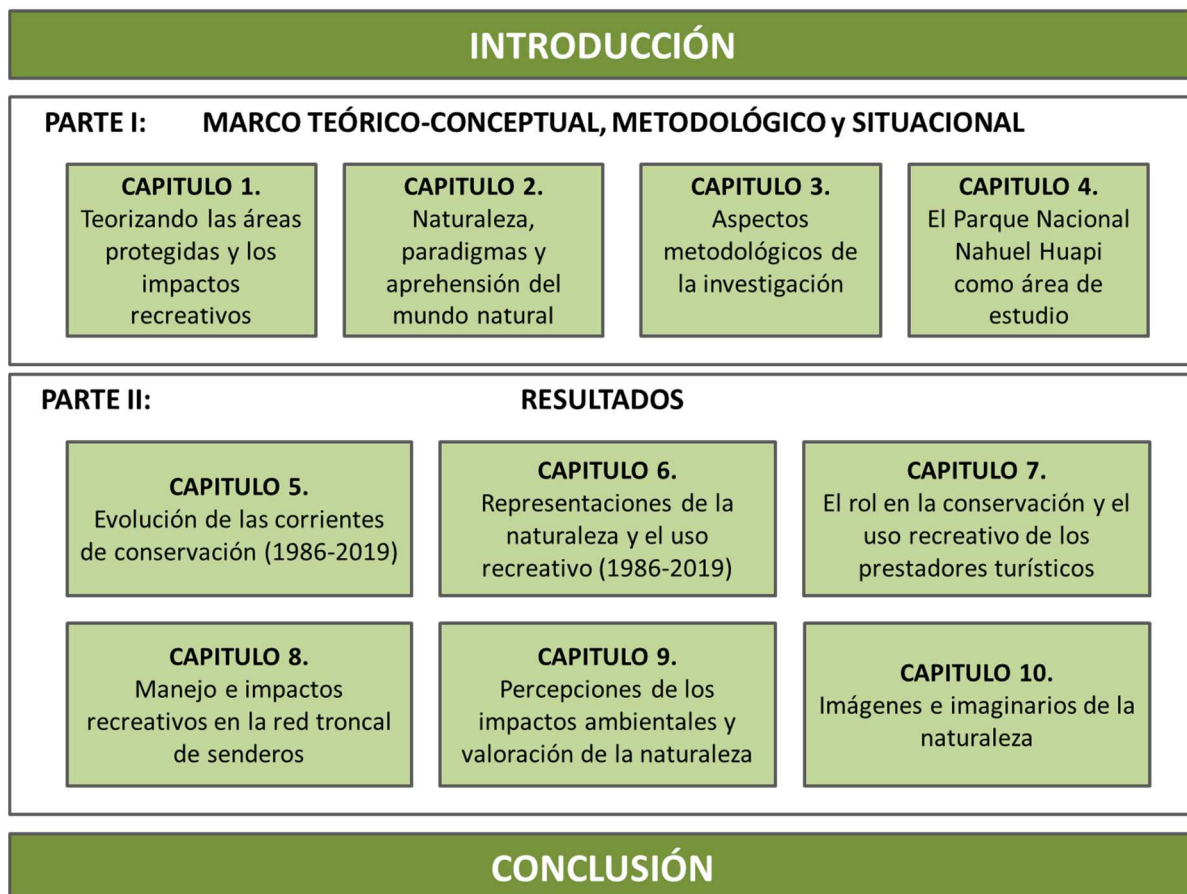 INTRODUCCIÓN
PARTE I: MARCO TEÓRICO-CONCEPTUAL, METODOLÓGICO y SITUACIONAL
CAPITULO 1.
Teorizando las áreas
protegidas y los
impactos
recreativos
CAPITULO 2.
Naturaleza,
paradigmas y
aprehensión del
mundo natural
CAPITULO 3.
Aspectos
metodológicos de
la investigación
CAPITULO 4.
El Parque Nacional
Nahuel Huapi
como área de
estudio
PARTE II: RESULTADOS
CAPITULO 5.
Evolución de las corrientes
de conservación (1986-2019)
CAPITULO 6.
Representaciones de la
naturaleza y el uso
recreativo (1986-2019)
CAPITULO 7.
El rol en la conservación y el
uso recreativo de los
prestadores turísticos
CAPITULO 8.
Manejo e impactos
recreativos en la red troncal
de senderos
CAPITULO 9.
Percepciones de los
impactos ambientales y
valoración de la naturaleza
CAPITULO 10.
Imágenes e imaginarios de la
naturaleza
CONCLUSIÓN